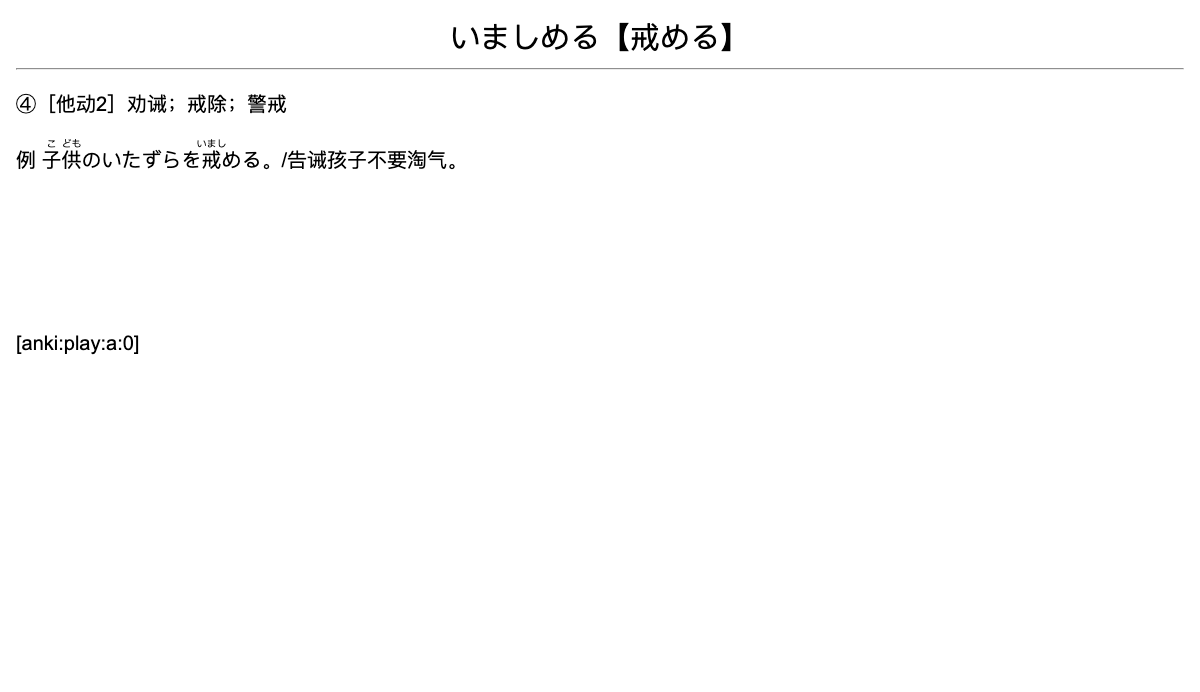 いましめる【戒める】
④［他动2］劝诫；戒除；警戒
こ ども いまし
例 子供のいたずらを戒める。/告诫孩子不要淘气。
[anki:play:a:0]